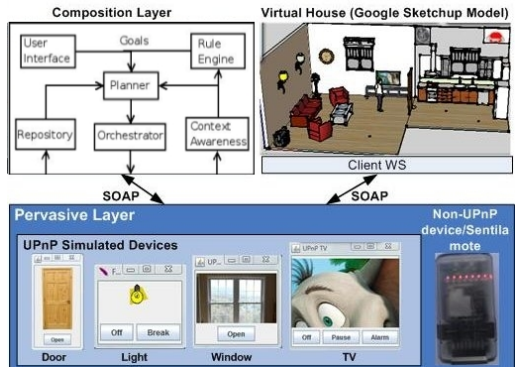 Composition Layer
Virtual House (Google Sketchup Model)
User
Interface
Goals
Rule
Engine
Planner
Repository
Orchestrator
Context
Awareness
Client WS
SOAP
SOAP
Pervasive Layer
Non-UPnP
device/Sentila
mote
UPnP Simulated Devices
F...
UP...
UPnP TV
Open
Off
Break
Open
Off
Pause
Alarm
Door
Light
Window
TV